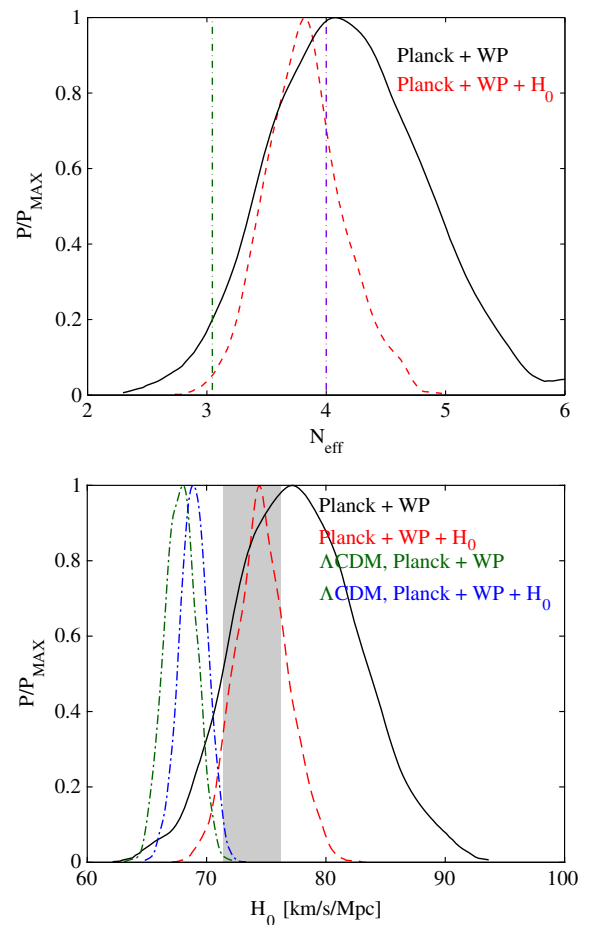 1
0.8
0.6
0.4
0.2
0
P/P_MAX
Planck + WP
Planck + WP + H_0
2 3 4 5 6
N_eff
1
0.8
0.6
0.4
0.2
0
P/P_MAX
Planck + WP
Planck + WP + H_0
ΛCDM, Planck + WP
ΛCDM, Planck + WP + H_0
60 70 80 90 100
H_0 [km/s/Mpc]